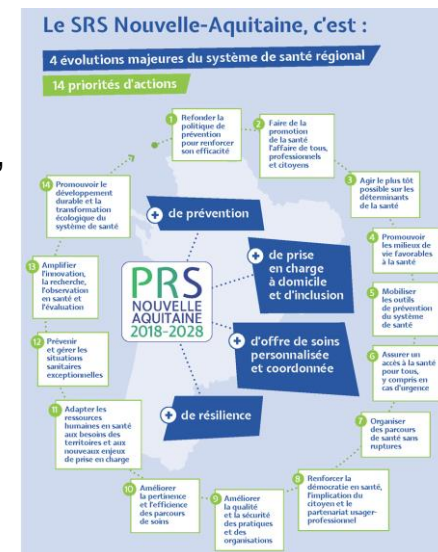 Le SRS Nouvelle-Aquitaine, c'est :
4 évolutions majeures du système de santé régional
14 priorités d'actions
1
Refonder la
politique de
prévention
pour renforcer
son efficacité
2
Faire de la
promotion
de la santé
l'affaire de tous,
professionnels
et citoyens
3
Agir le plus tôt
possible sur les
déterminants
de la santé
4
Promouvoir
les milieux de
vie favorables
à la santé
5
Mobiliser
les outils
de prévention
du système
de santé
6
Assurer un
accès à la santé
pour tous,
y compris en
cas d'urgence
7
Organiser
des parcours
de santé sans
ruptures
8
Renforcer la
démocratie en santé,
l'implication du
citoyen et le
partenariat usager-
professionnel
9
Améliorer
la qualité
et la sécurité
des pratiques
et des
organisations
10
Améliorer
la pertinence
et l'efficience
des parcours
de soins
11
Adapter les
ressources
humaines en santé
aux besoins des
territoires et aux
nouveaux enjeux
de prise en charge
12
Prévenir
et gérer les
situations
sanitaires
exceptionnelles
13
Amplifier
l'innovation,
la recherche,
l'observation
en santé et
l'évaluation
14
Promouvoir le
développement
durable et la
transformation
écologique du
système de santé
+ de prévention
+ de prise
en charge
à domicile
et d'inclusion
+ d'offre de soins
personnalisée
et coordonnée
+ de résilience
PRS
NOUVELLE
AQUITAINE
2018-2028
,